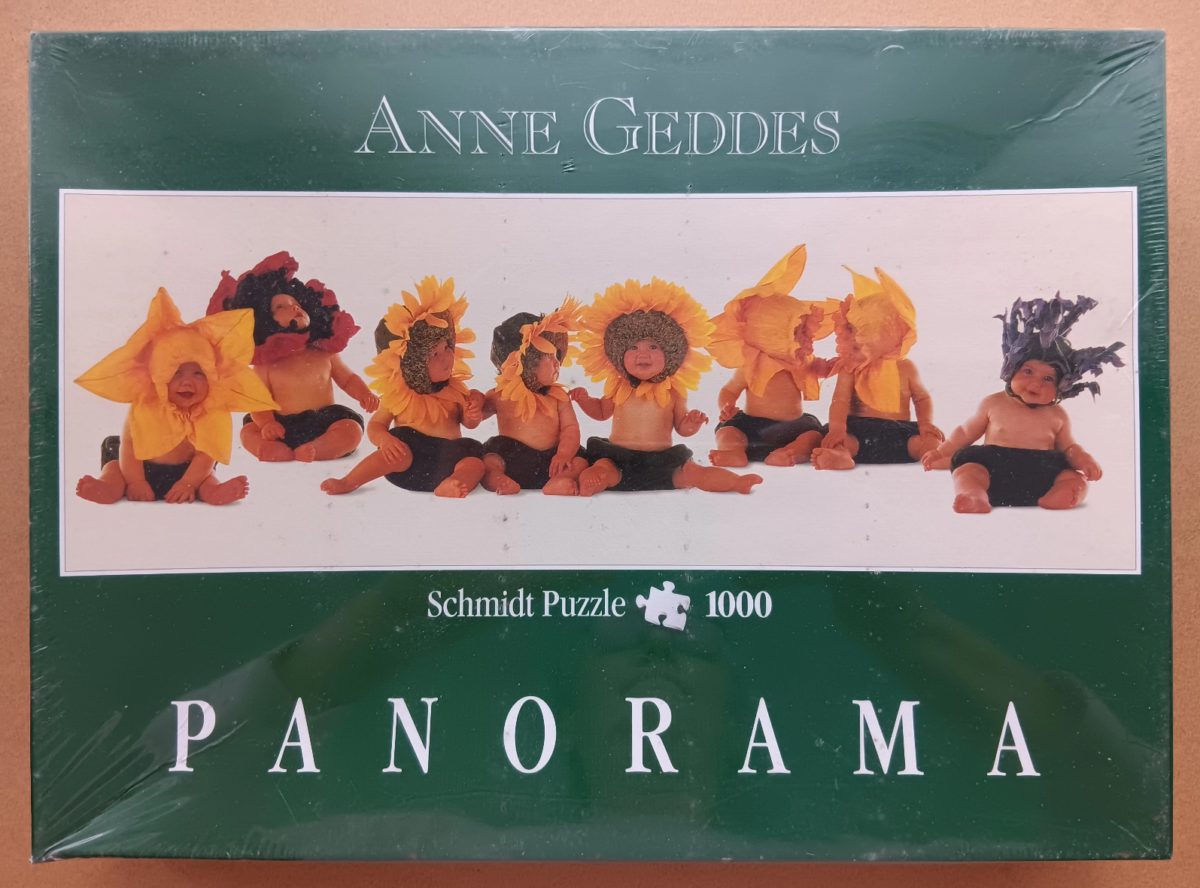 ANNE GEDDES
Schmidt Puzzle 1000
PANORAMA